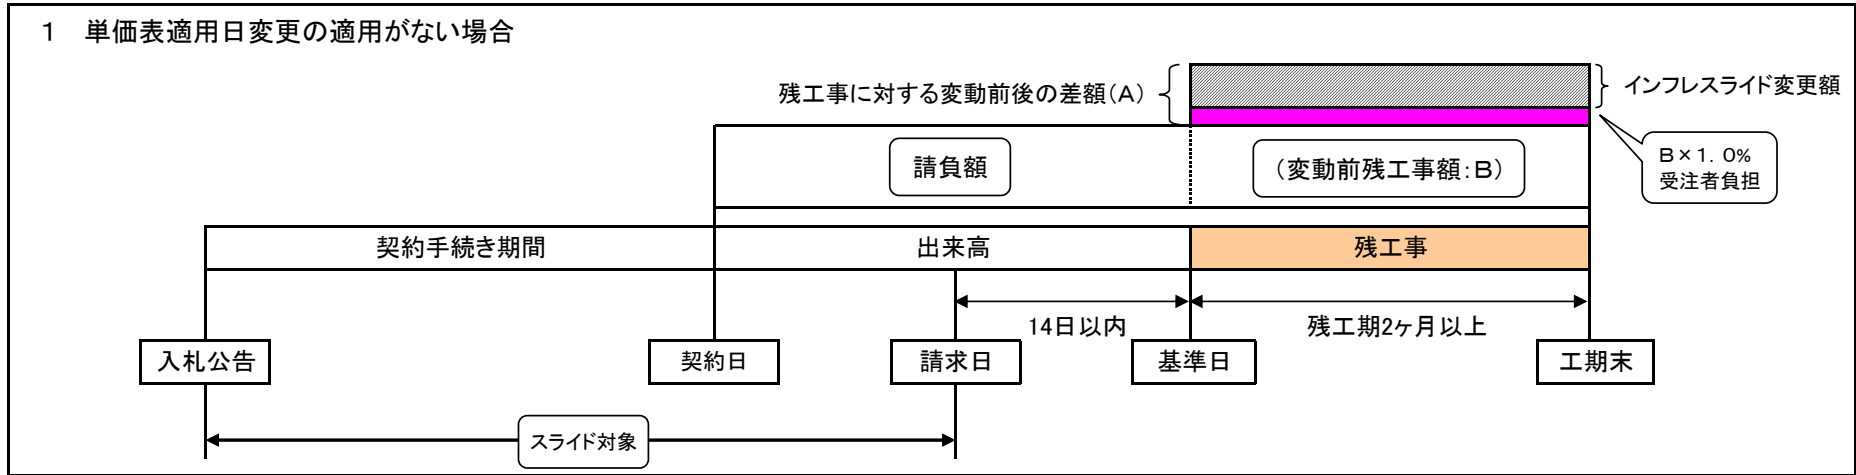 １　単価表適用日変更の適用がない場合
残工事に対する変動前後の差額（Ａ）
インフレスライド変更額
請負額
（変動前残工事額：Ｂ）
Ｂ×１．０％
受注者負担
契約手続き期間
出来高
残工事
14日以内
残工期2ヶ月以上
入札公告
契約日
請求日
基準日
工期末
スライド対象